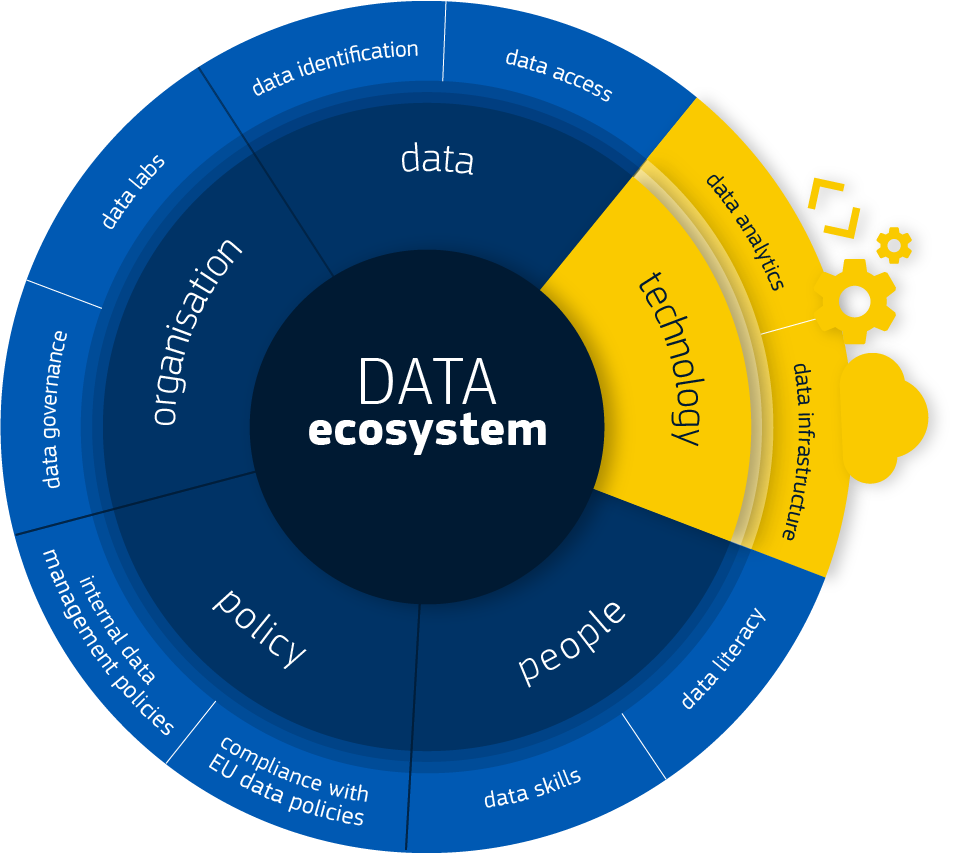 DATA
ecosystem
data
data identification
data access
technology
data analytics
data infrastructure
people
data literacy
data skills
policy
compliance with
EU data policies
internal data
management policies
organisation
data governance
data labs